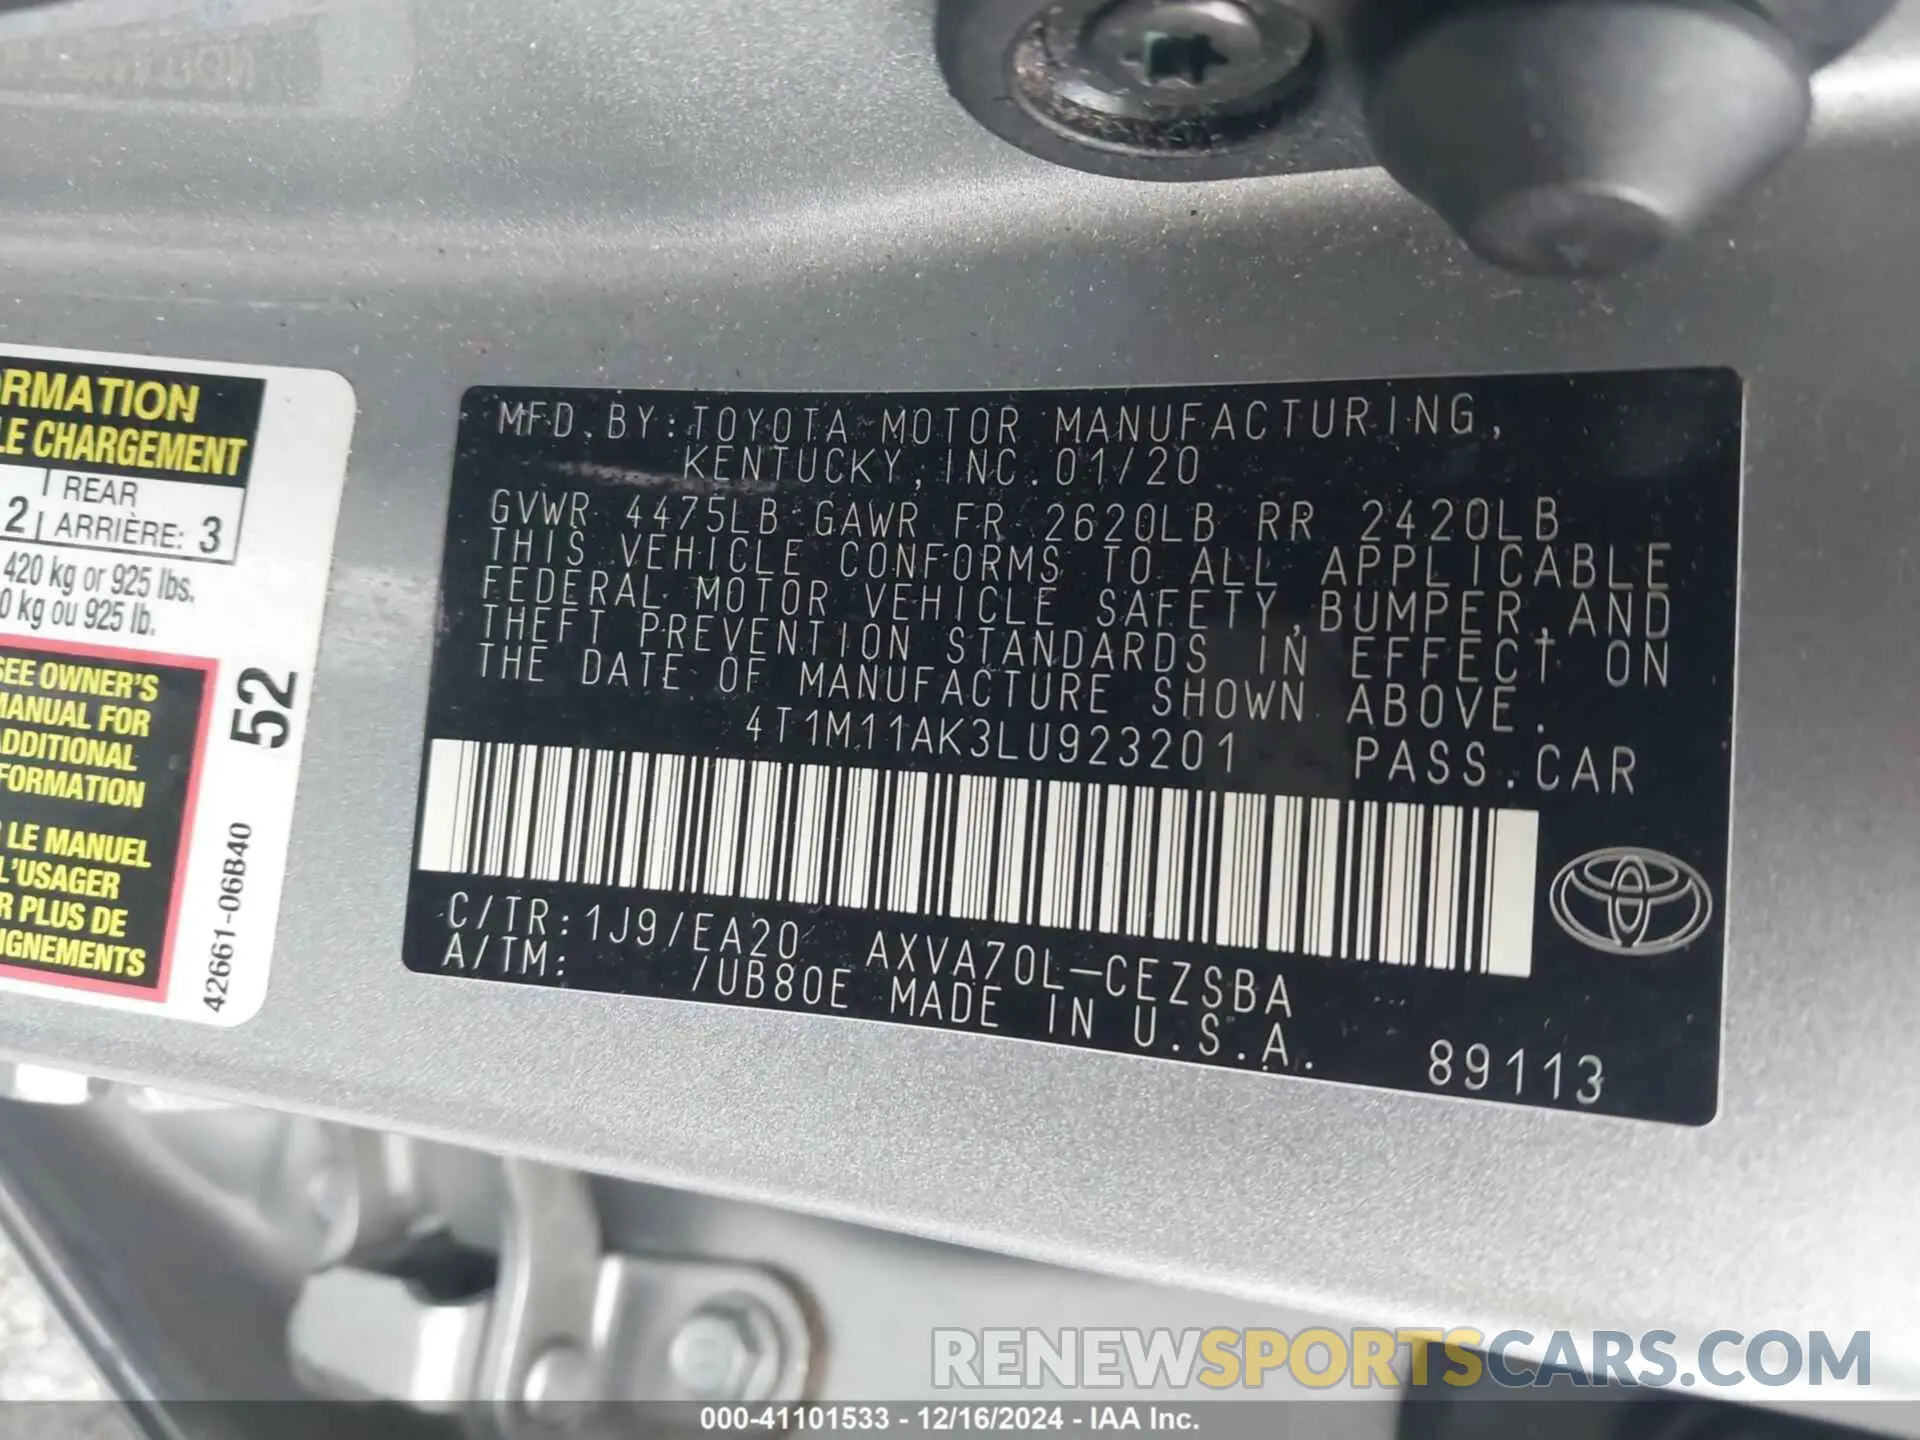 RMATION
LE CHARGEMENT
REAR
2 ARRIÈRE: 3
420 kg or 925 lbs.
0 kg ou 925 lb.
SEE OWNER'S
MANUAL FOR
ADDITIONAL
FORMATION
LE MANUEL
L'USAGER
R PLUS DE
IGNEMENTS
52
42661-06B40
MFD. BY: TOYOTA MOTOR MANUFACTURING,
KENTUCKY, INC. 01/20
GVWR 4475LB GAWR FR 2620LB RR 2420LB
THIS VEHICLE CONFORMS TO ALL APPLICABLE
FEDERAL MOTOR VEHICLE SAFETY, BUMPER, AND
THEFT PREVENTION STANDARDS IN EFFECT ON
THE DATE OF MANUFACTURE SHOWN ABOVE.
4T1M11AK3LU923201 PASS. CAR
C/TR: 1J9/EA20 AXVA70L-CEZSBA
A/TM: /UB80E MADE IN U.S.A.
89113
RENEWSPORTSCARS.COM
000-41101533 - 12/16/2024 - IAA Inc.